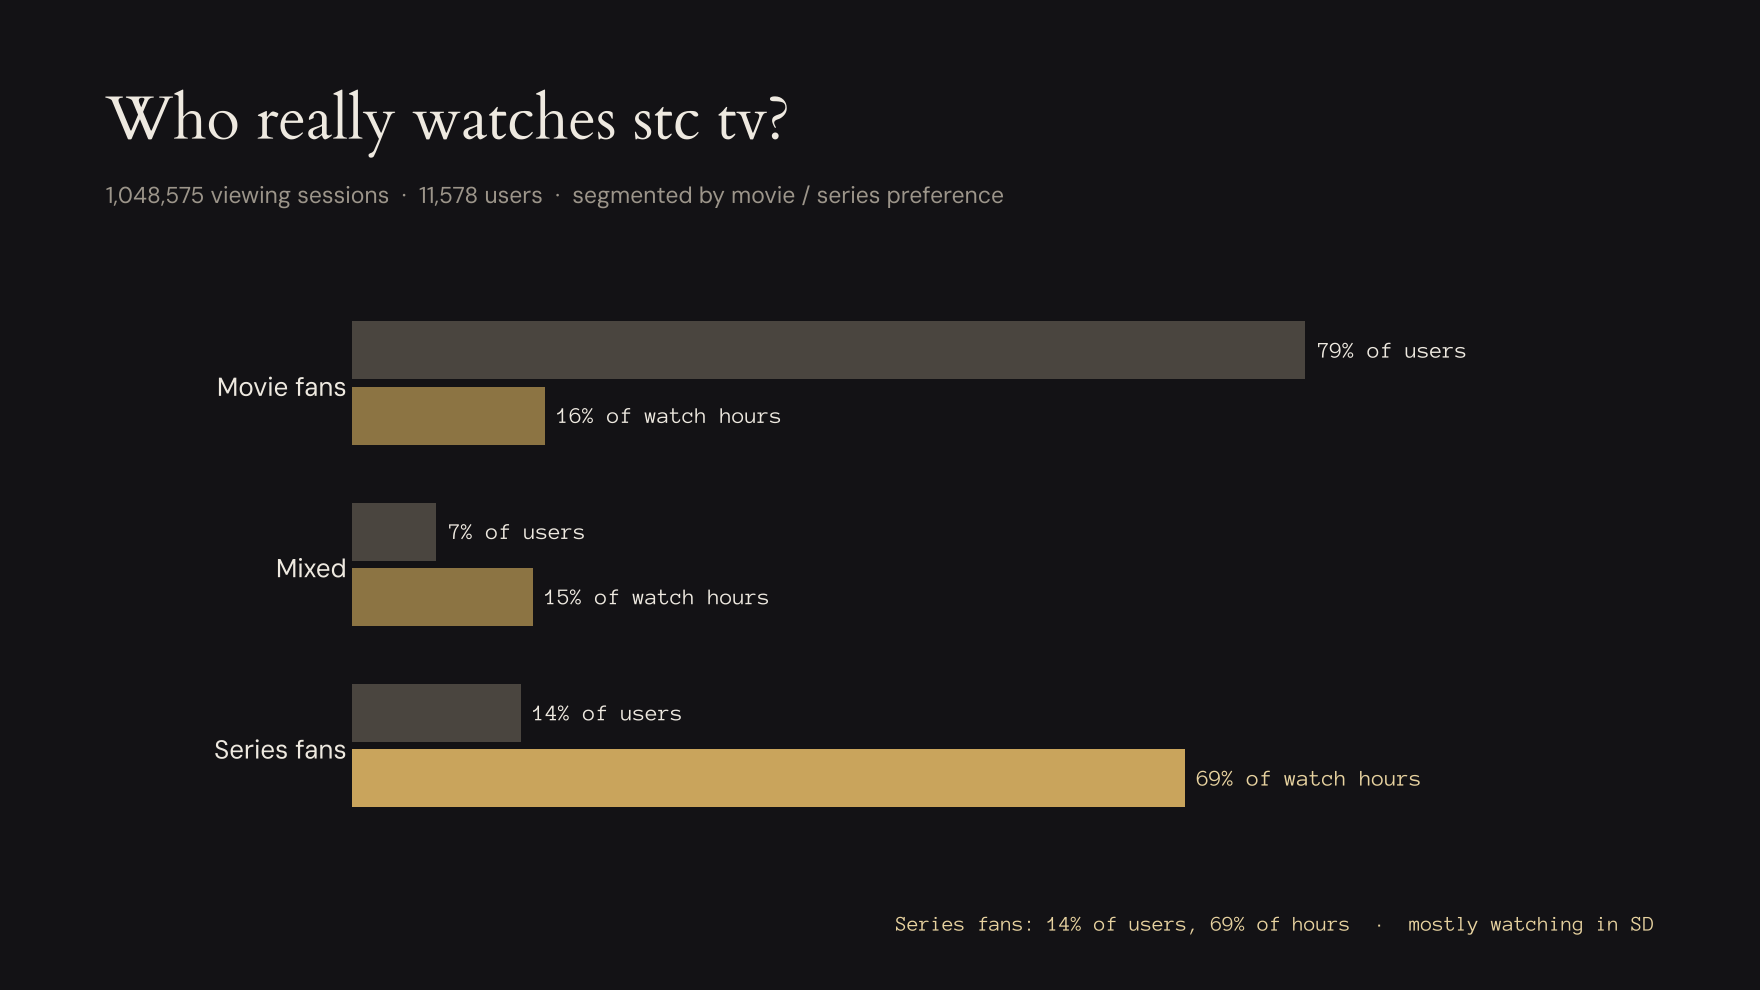 Who really watches stc tv?
1,048,575 viewing sessions · 11,578 users · segmented by movie / series preference
79% of users
Movie fans
16% of watch hours
7% of users
Mixed
15% of watch hours
14% of users
Series fans
69% of watch hours
Series fans: 14% of users, 69% of hours · mostly watching in SD